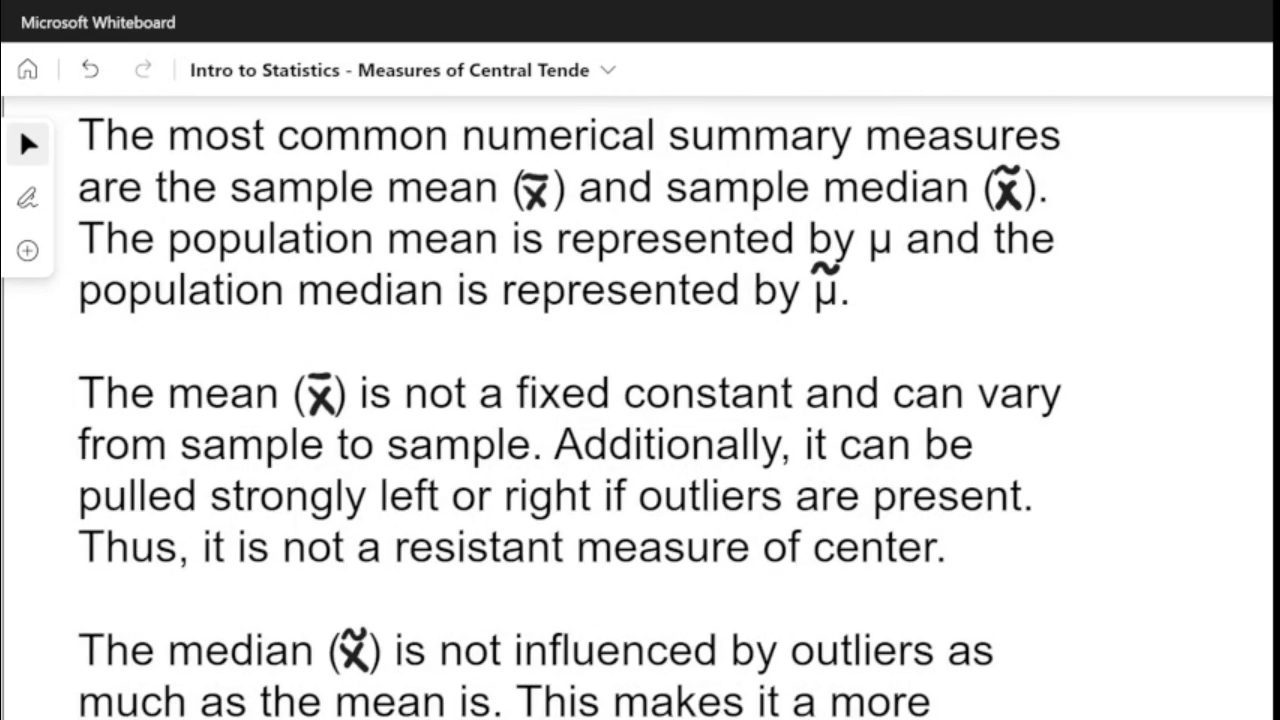 Microsoft Whiteboard
Intro to Statistics - Measures of Central Tende
The most common numerical summary measures
are the sample mean (x̅) and sample median (x̃).
The population mean is represented by μ and the
population median is represented by μ̃.
The mean (x̅) is not a fixed constant and can vary
from sample to sample. Additionally, it can be
pulled strongly left or right if outliers are present.
Thus, it is not a resistant measure of center.
The median (x̃) is not influenced by outliers as
much as the mean is. This makes it a more